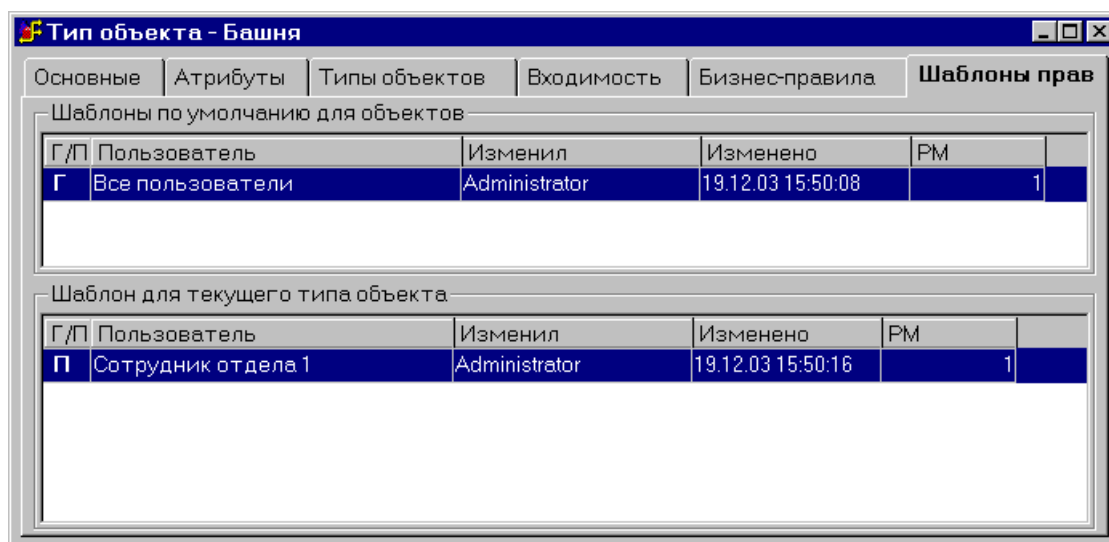 Тип объекта - Башня
Основные Атрибуты Типы объектов Входимость Бизнес-правила Шаблоны прав
Шаблоны по умолчанию для объектов
Г/П Пользователь Изменил Изменено РМ
Г Все пользователи Administrator 19.12.03 15:50:08 1
Шаблон для текущего типа объекта
Г/П Пользователь Изменил Изменено РМ
П Сотрудник отдела 1 Administrator 19.12.03 15:50:16 1